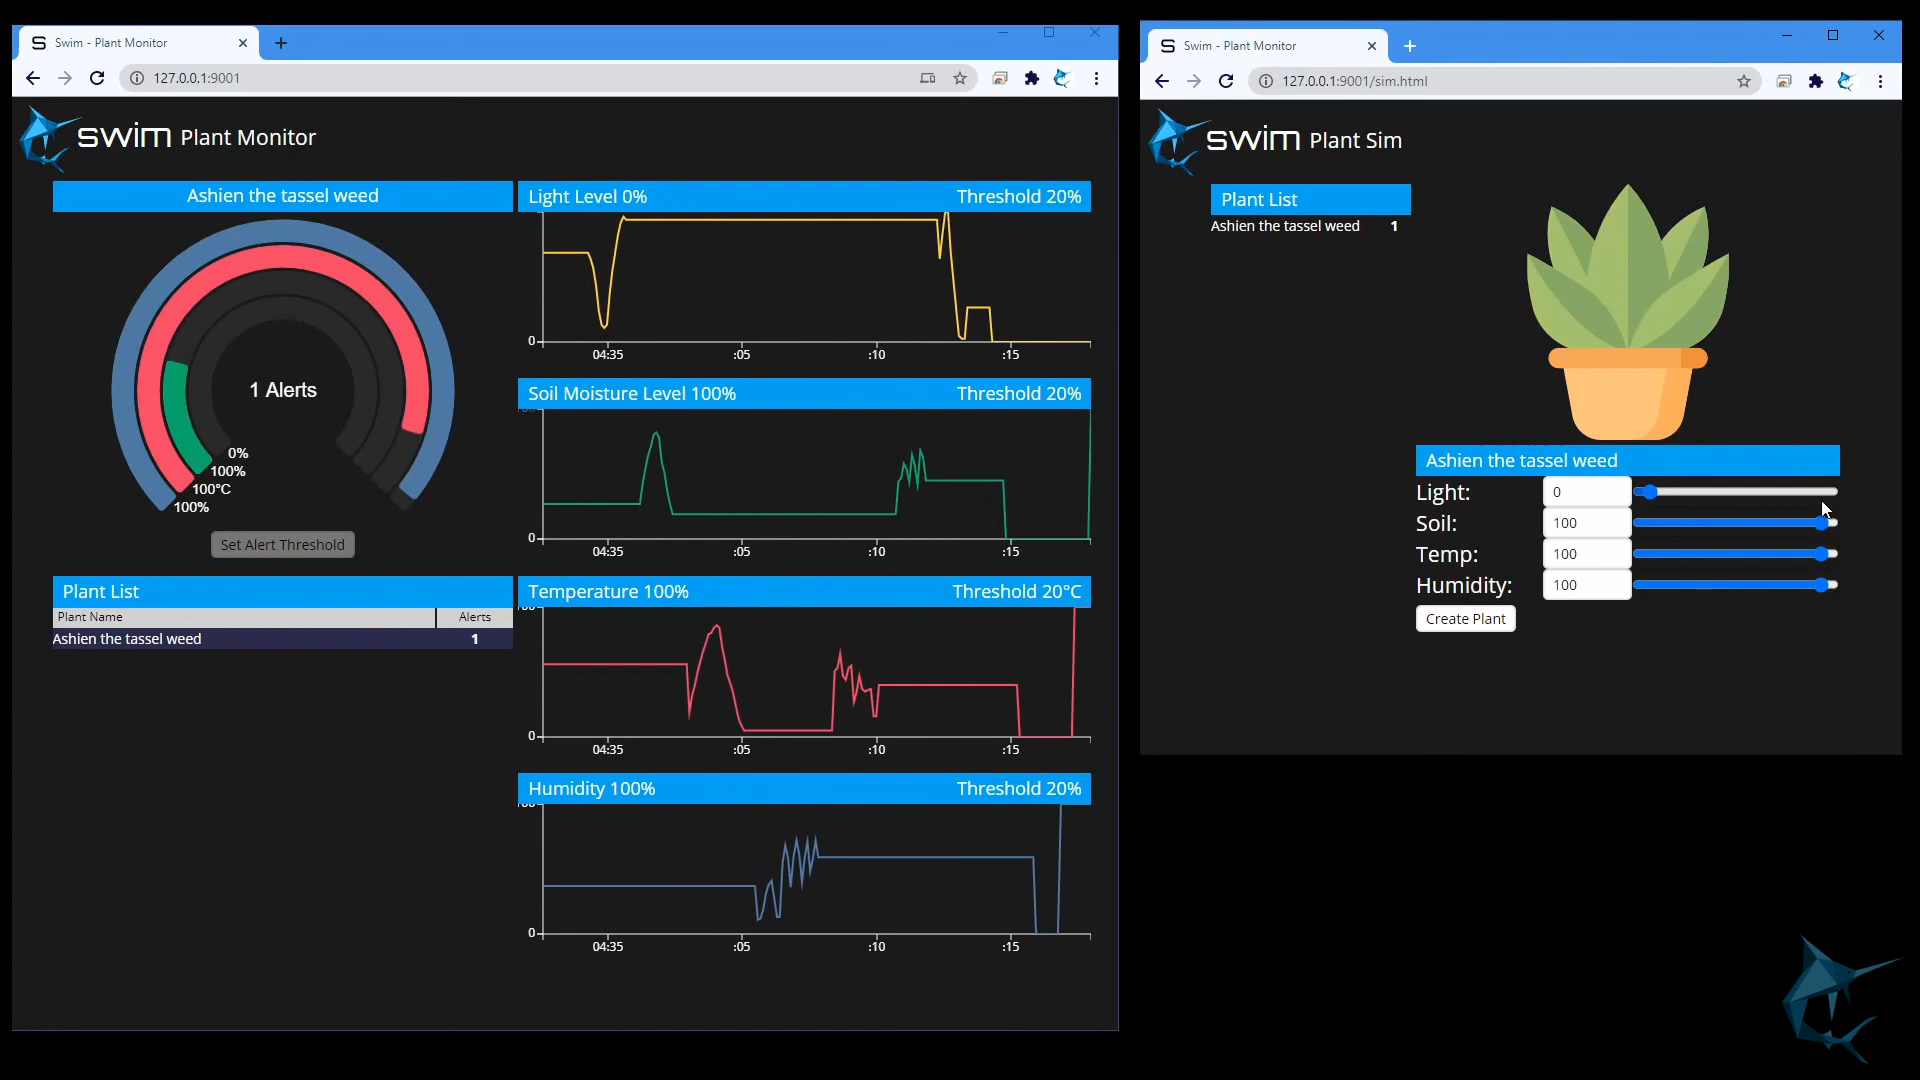 Swim - Plant Monitor
127.0.0.1:9001
swim Plant Monitor
Ashien the tassel weed
1 Alerts
0%
100%
100°C
100%
Set Alert Threshold
Plant List
Plant Name Alerts
Ashien the tassel weed 1
Light Level 0% Threshold 20%
0
04:35 :05 :10 :15
Soil Moisture Level 100% Threshold 20%
0
04:35 :05 :10 :15
Temperature 100% Threshold 20°C
0
04:35 :05 :10 :15
Humidity 100% Threshold 20%
0
04:35 :05 :10 :15
Swim - Plant Monitor
127.0.0.1:9001/sim.html
swim Plant Sim
Plant List
Ashien the tassel weed 1
Ashien the tassel weed
Light: 0
Soil: 100
Temp: 100
Humidity: 100
Create Plant